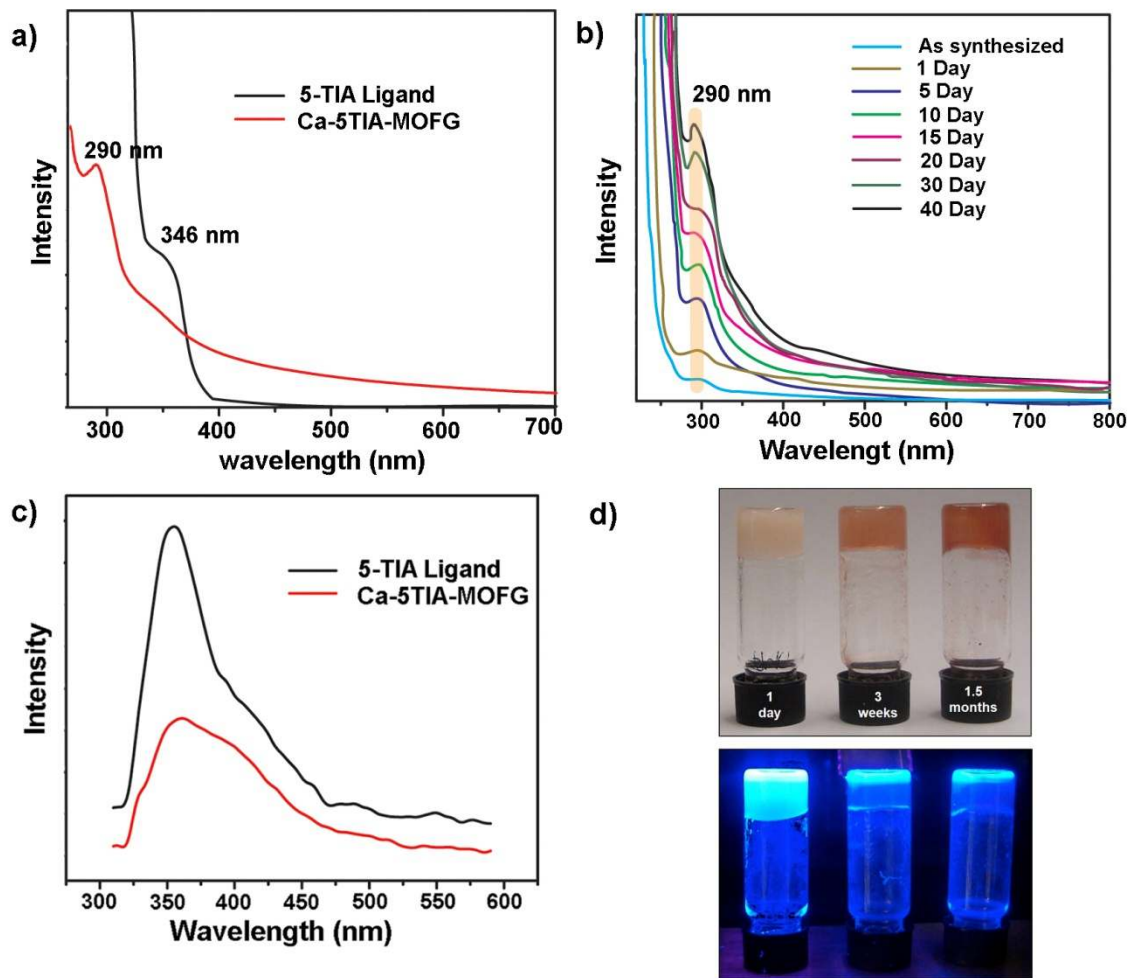 a)
5-TIA Ligand
Ca-5TIA-MOFG
290 nm
346 nm
Intensity
300
400
500
600
700
wavelength (nm)
b)
As synthesized
1 Day
5 Day
10 Day
15 Day
20 Day
30 Day
40 Day
290 nm
Intensity
300
400
500
600
700
800
Wavelengt (nm)
c)
5-TIA Ligand
Ca-5TIA-MOFG
Intensity
300
350
400
450
500
550
600
Wavelength (nm)
d)
1
day
3
weeks
1.5
months